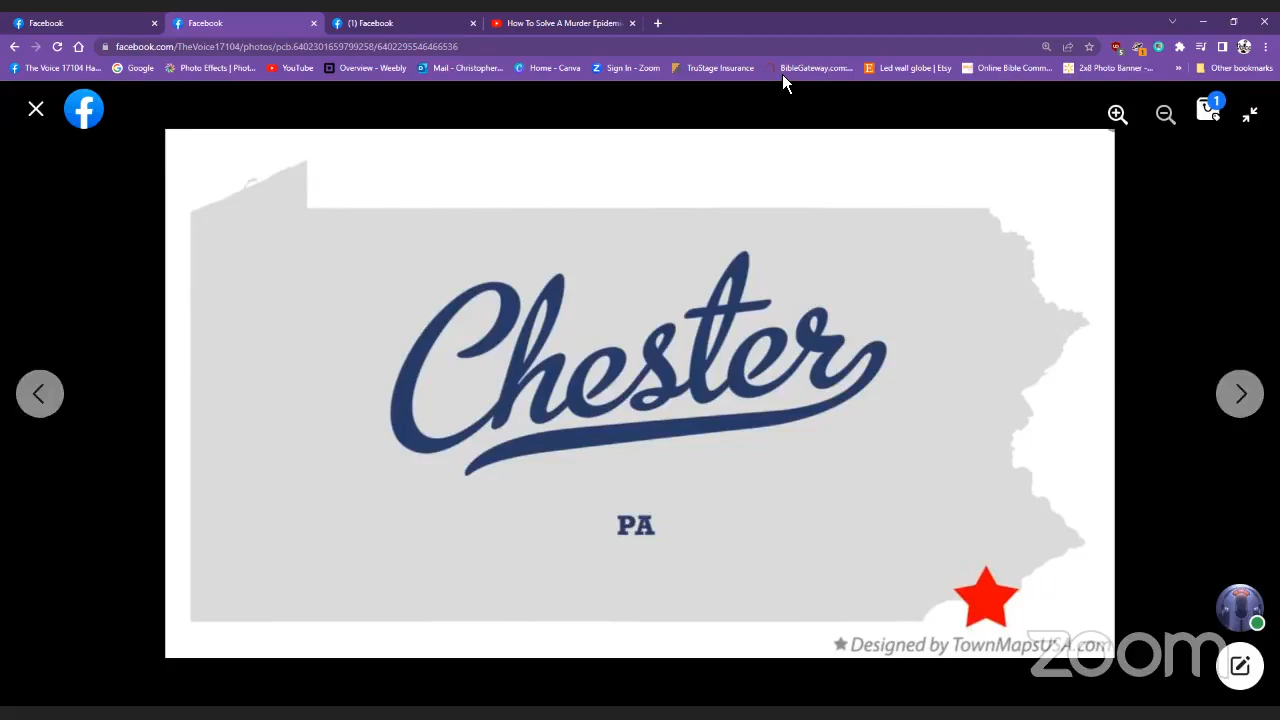 Facebook
Facebook
(1) Facebook
How To Solve A Murder Epidemi
facebook.com/TheVoice17104/photos/pcb.6402301659799258/6402295546466536
The Voice 17104 Ha...
Google
Photo Effects | Phot...
YouTube
Overview - Weebly
Mail - Christopher...
Home - Canva
Sign In - Zoom
TruStage Insurance
BibleGateway.com:...
Led wall globe | Etsy
Online Bible Comm...
2x8 Photo Banner -...
»
Other bookmarks
1
Chester
PA
Designed by TownMapsUSA.com
zoom